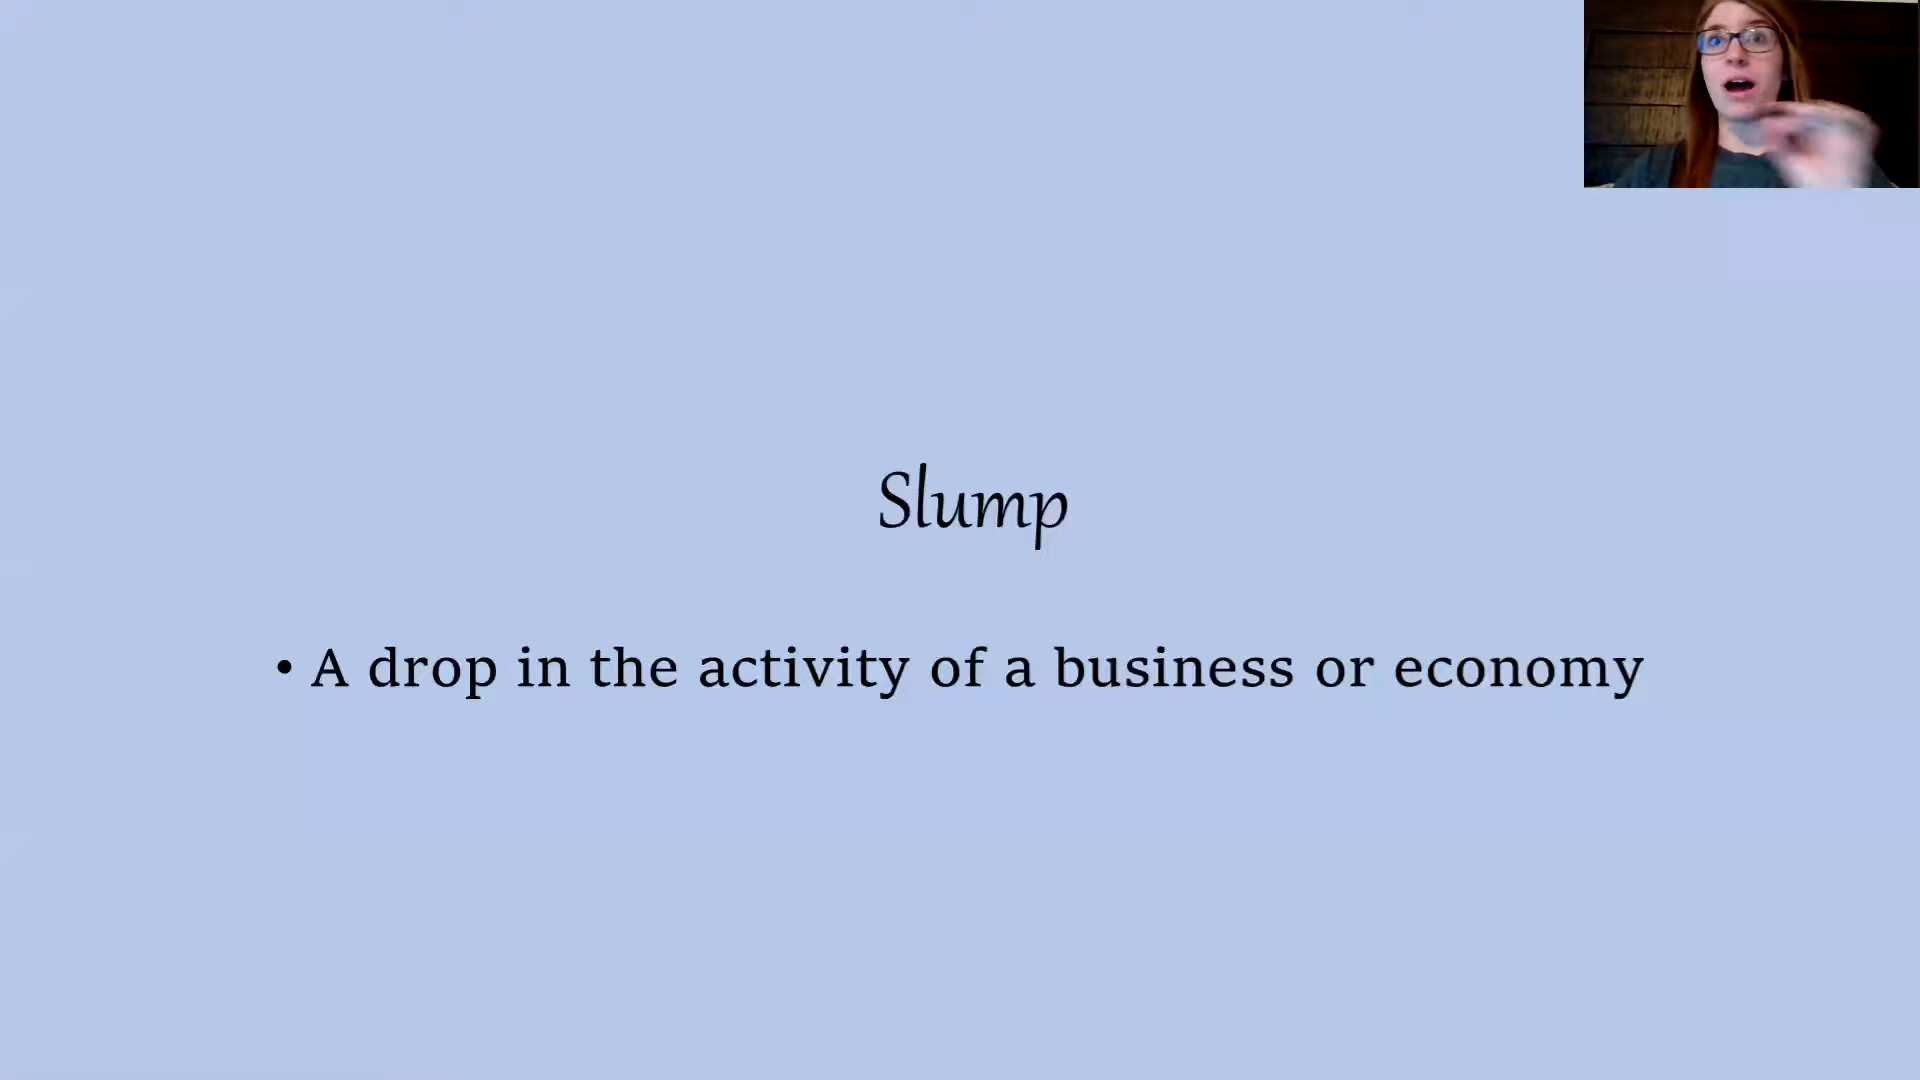 Slump
• A drop in the activity of a business or economy